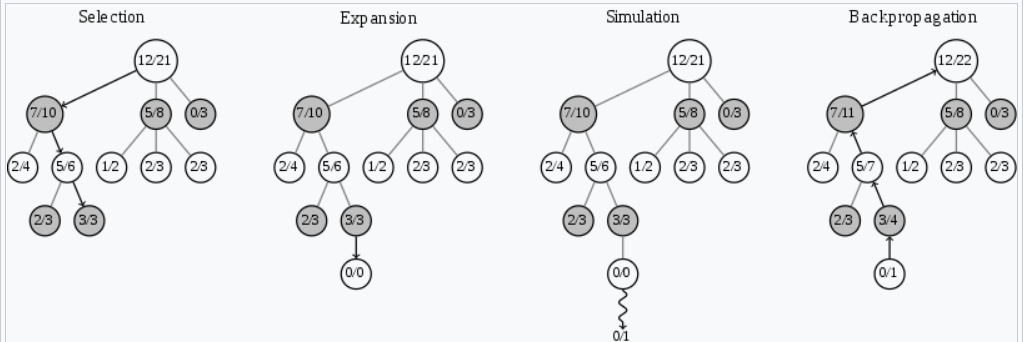 Selection Expansion Simulation Backpropagation
12/21 12/21 12/21 12/22
7/10 5/8 0/3 7/10 5/8 0/3 7/10 5/8 0/3 7/11 5/8 0/3
2/4 5/6 1/2 2/3 2/3 2/4 5/6 1/2 2/3 2/3 2/4 5/6 1/2 2/3 2/3 2/4 5/7 1/2 2/3 2/3
2/3 3/3 2/3 3/3 2/3 3/3 2/3 3/4
0/0 0/0 0/1
0/1